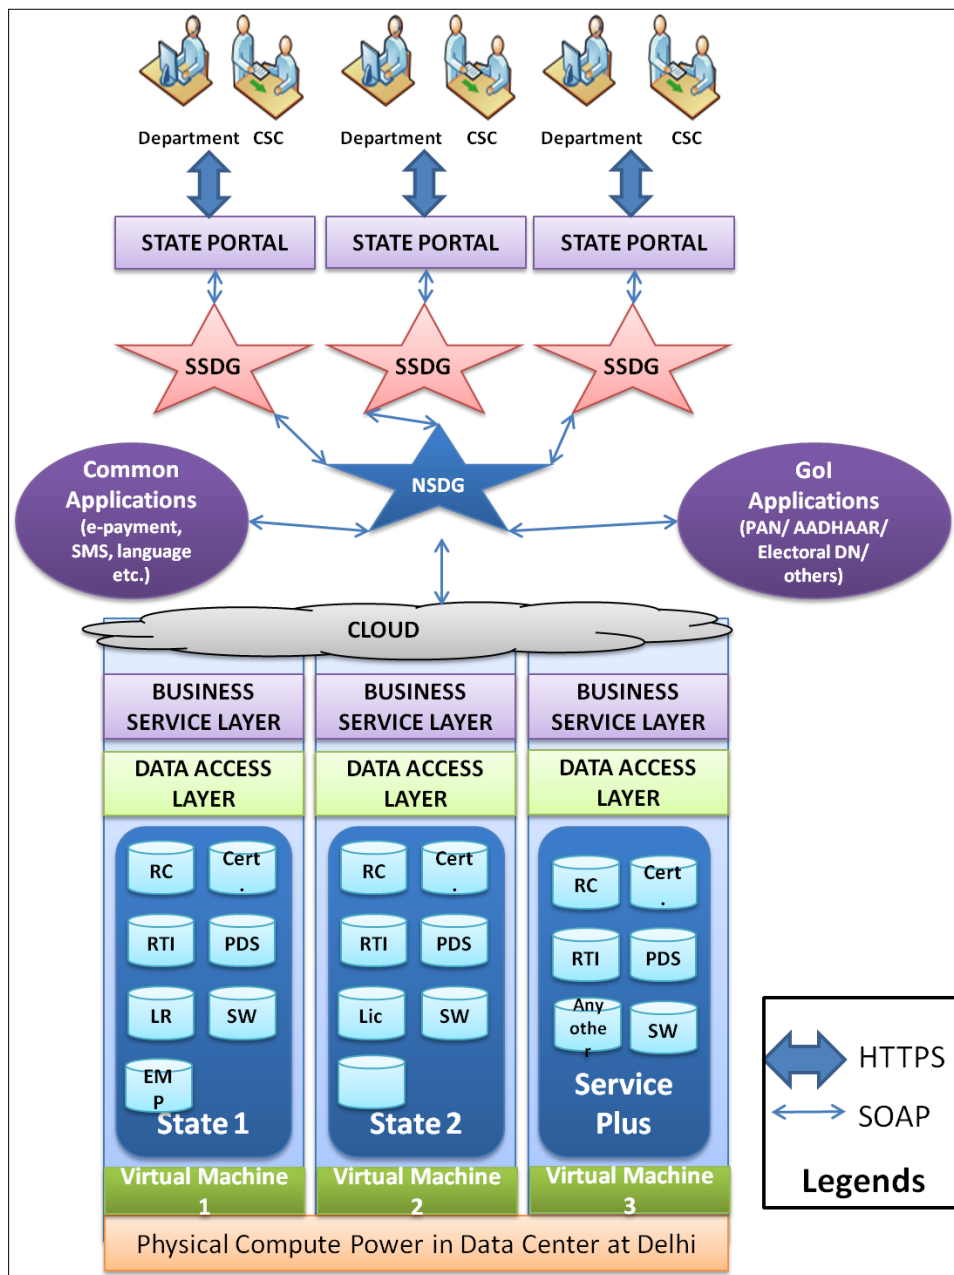 Department CSC Department CSC Department CSC
STATE PORTAL STATE PORTAL STATE PORTAL
SSDG SSDG SSDG
NSDG
Common
Applications
(e-payment,
SMS, language
etc.)
GoI
Applications
(PAN/ AADHAAR/
Electoral DN/
others)
CLOUD
BUSINESS
SERVICE LAYER
BUSINESS
SERVICE LAYER
BUSINESS
SERVICE LAYER
DATA ACCESS
LAYER
DATA ACCESS
LAYER
DATA ACCESS
LAYER
RC Cert
.
RTI PDS
LR SW
EM
P
State 1
RC Cert
.
RTI PDS
Lic SW
State 2
RC Cert
.
RTI PDS
Any
othe
r
SW
Service
Plus
Virtual Machine
1
Virtual Machine
2
Virtual Machine
3
Physical Compute Power in Data Center at Delhi
HTTPS
SOAP
Legends